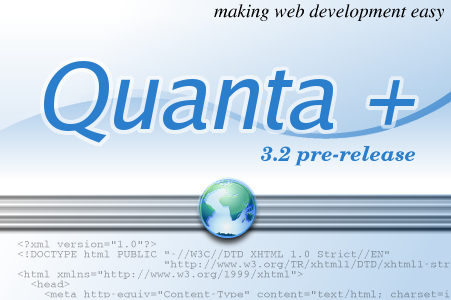 making web development easy
Quanta +
3.2 pre-release
<?xml version="1.0"?>
<!DOCTYPE html PUBLIC "-//W3C//DTD XHTML 1.0 Strict//EN"
"http://www.w3.org/TR/xhtml1/DTD/xhtml1-str
<html xmlns="http://www.w3.org/1999/xhtml">
<head>
<meta http-equiv="Content-Type" content="text/html; charset=i